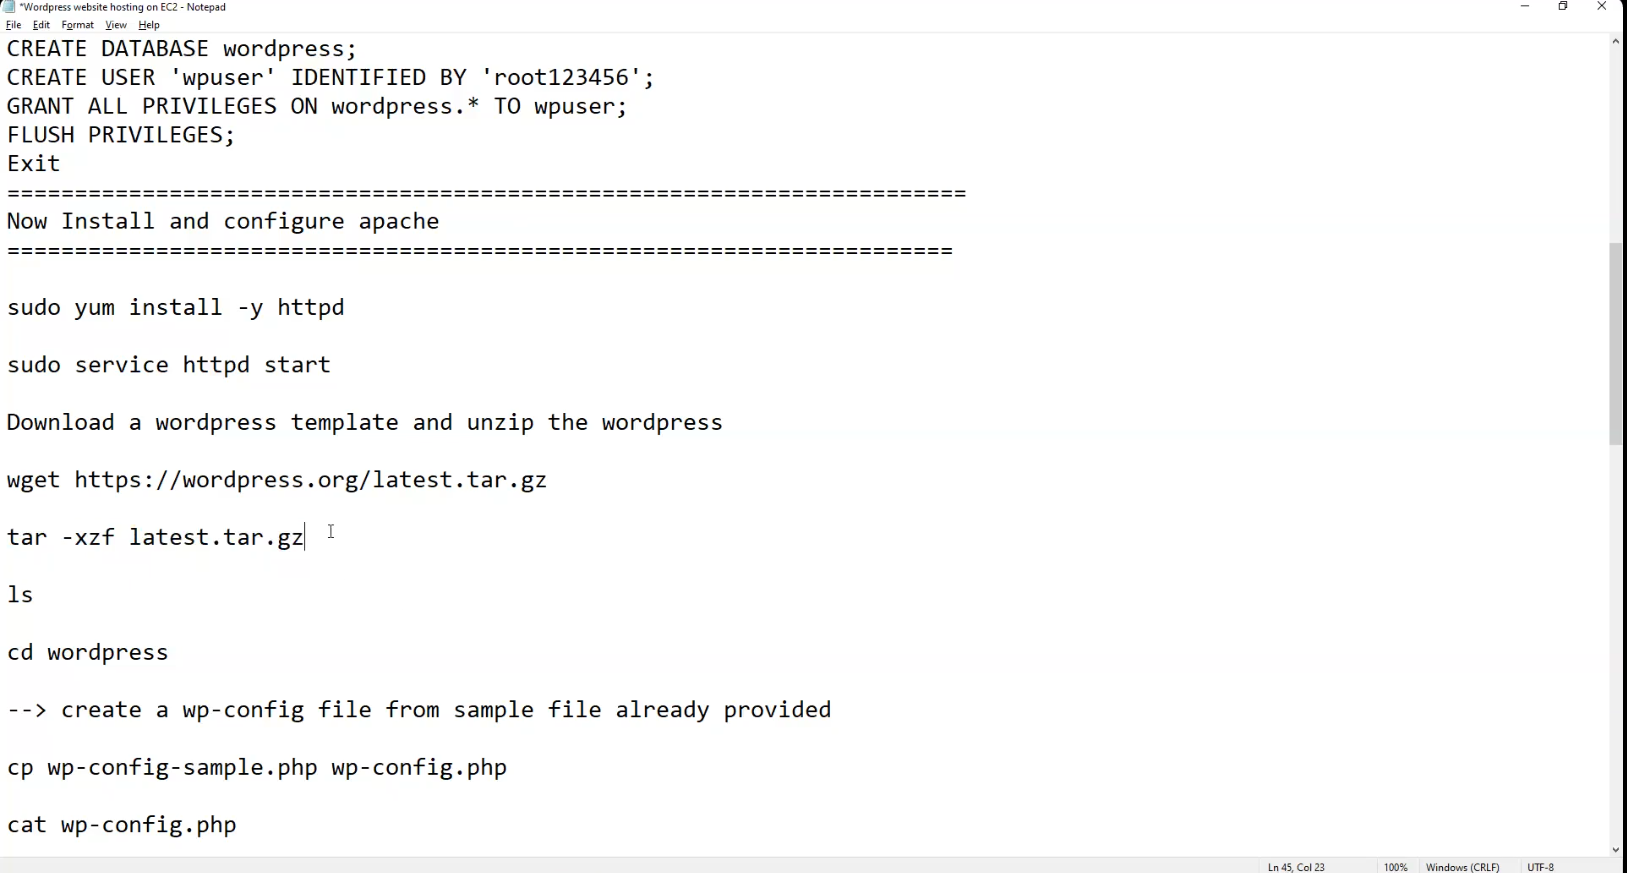 *Wordpress website hosting on EC2 - Notepad
File Edit Format View Help
CREATE DATABASE wordpress;
CREATE USER 'wpuser' IDENTIFIED BY 'root123456';
GRANT ALL PRIVILEGES ON wordpress.* TO wpuser;
FLUSH PRIVILEGES;
Exit
=======================================================================
Now Install and configure apache
======================================================================
sudo yum install -y httpd
sudo service httpd start
Download a wordpress template and unzip the wordpress
wget https://wordpress.org/latest.tar.gz
tar -xzf latest.tar.gz
ls
cd wordpress
--> create a wp-config file from sample file already provided
cp wp-config-sample.php wp-config.php
cat wp-config.php
Ln 45, Col 23 100% Windows (CRLF) UTF-8